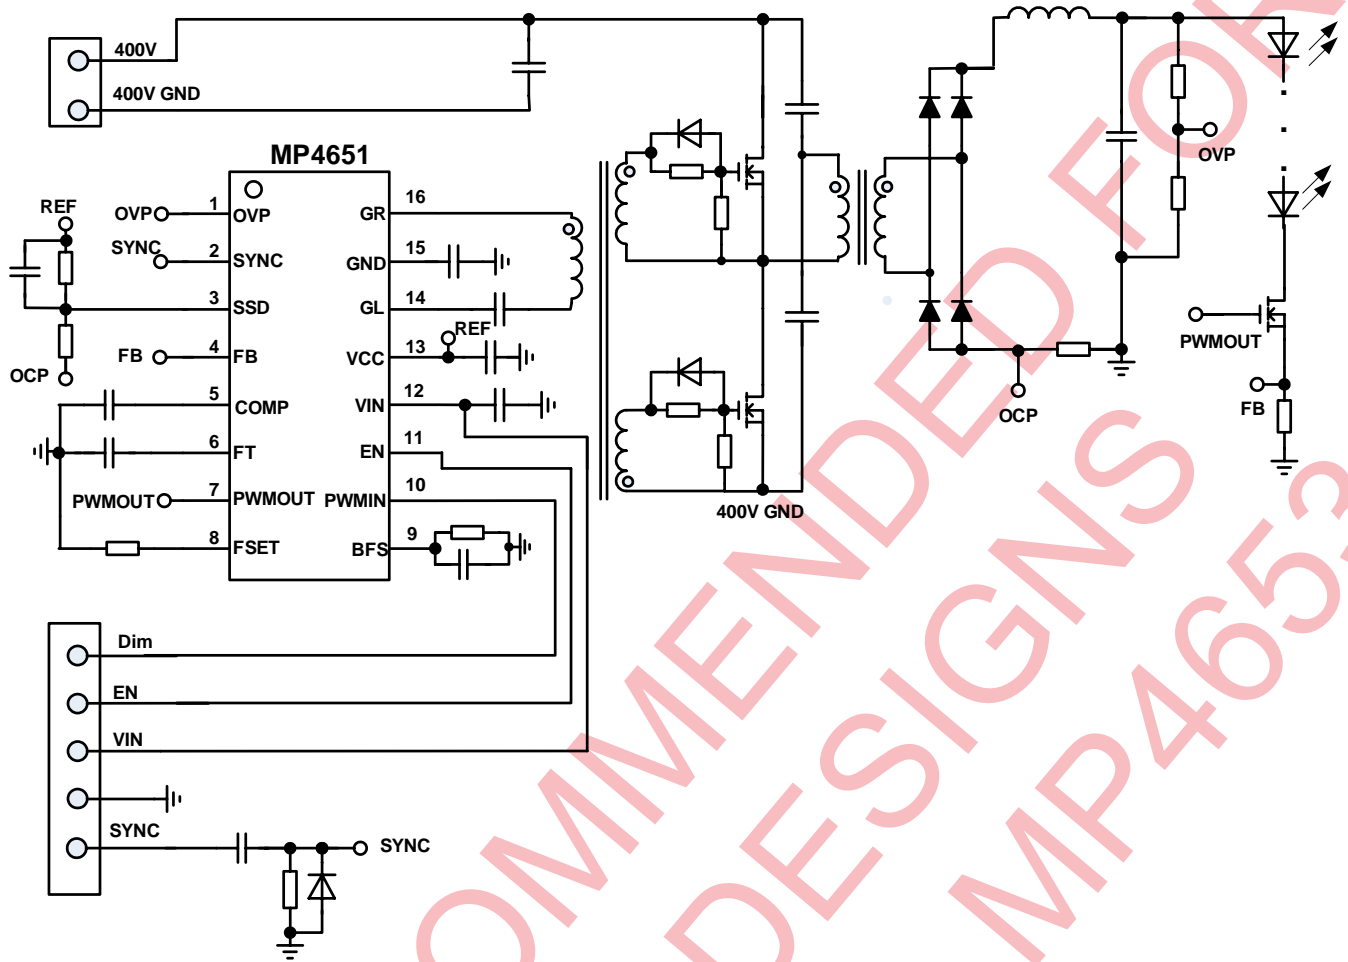 400V
400V GND
MP4651
OVP
1
OVP
SYNC
2
SYNC
REF
3
SSD
FB
4
FB
OCP
5
COMP
6
FT
PWMOUT
7
PWMOUT
8
FSET
16
GR
15
GND
14
GL
REF
13
VCC
12
VIN
11
EN
10
PWMIN
9
BFS
400V GND
OVP
OCP
PWMOUT
FB
Dim
EN
VIN
SYNC
SYNC
OMMENDED FOR
DESIGNS
MP4653